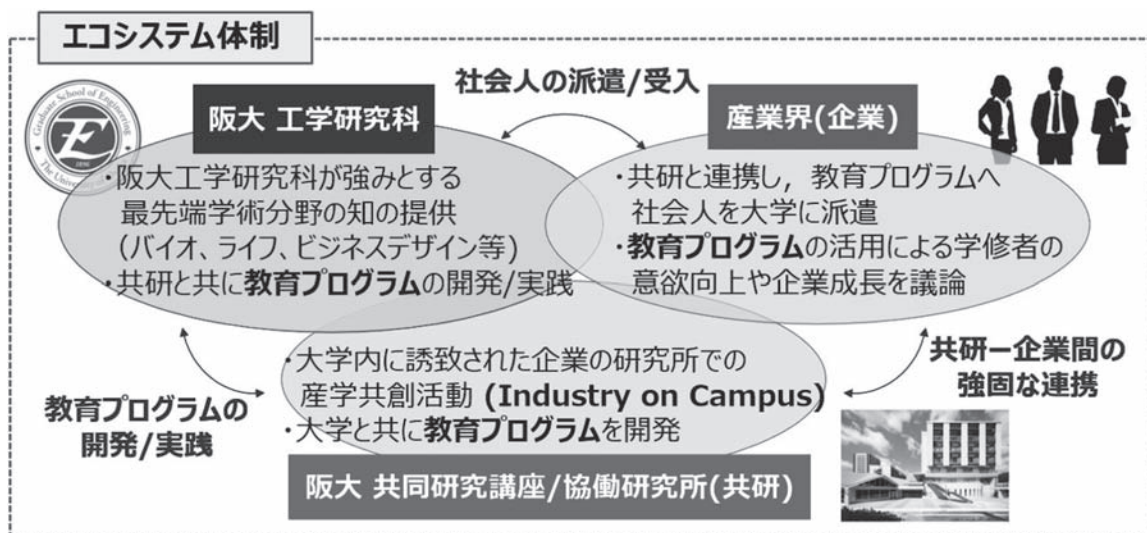 エコシステム体制
社会人の派遣/受入
阪大 工学研究科
・阪大工学研究科が強みとする
最先端学術分野の知の提供
(バイオ、ライフ、ビジネスデザイン等)
・共研と共に教育プログラムの開発/実践
産業界(企業)
・共研と連携し，教育プログラムへ
社会人を大学に派遣
・教育プログラムの活用による学修者の
意欲向上や企業成長を議論
・大学内に誘致された企業の研究所での
産学共創活動 (Industry on Campus)
・大学と共に教育プログラムを開発
阪大 共同研究講座/協働研究所(共研)
教育プログラムの
開発/実践
共研ー企業間の
強固な連携
Graduate School of Engineering